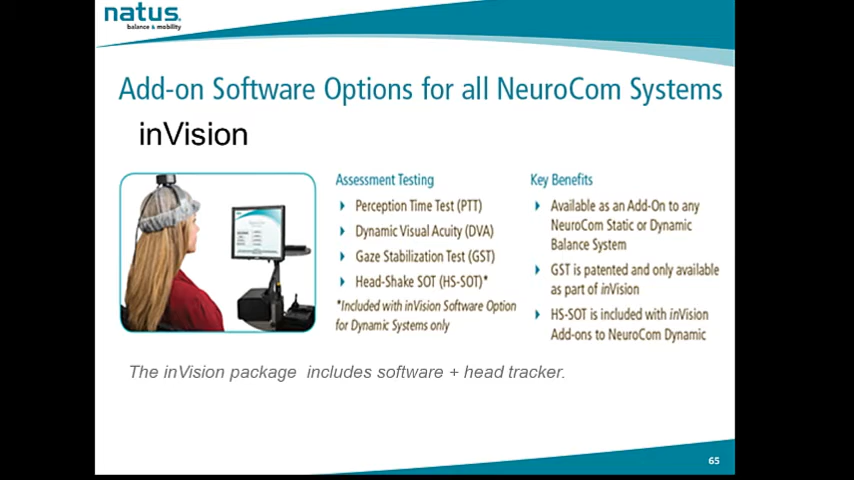 natus.
balance & mobility
Add-on Software Options for all NeuroCom Systems
inVision
Assessment Testing
Perception Time Test (PTT)
Dynamic Visual Acuity (DVA)
Gaze Stabilization Test (GST)
Head-Shake SOT (HS-SOT)*
*Included with inVision Software Option
for Dynamic Systems only
Key Benefits
Available as an Add-On to any
NeuroCom Static or Dynamic
Balance System
GST is patented and only available
as part of inVision
HS-SOT is included with inVision
Add-ons to NeuroCom Dynamic
The inVision package includes software + head tracker.
65